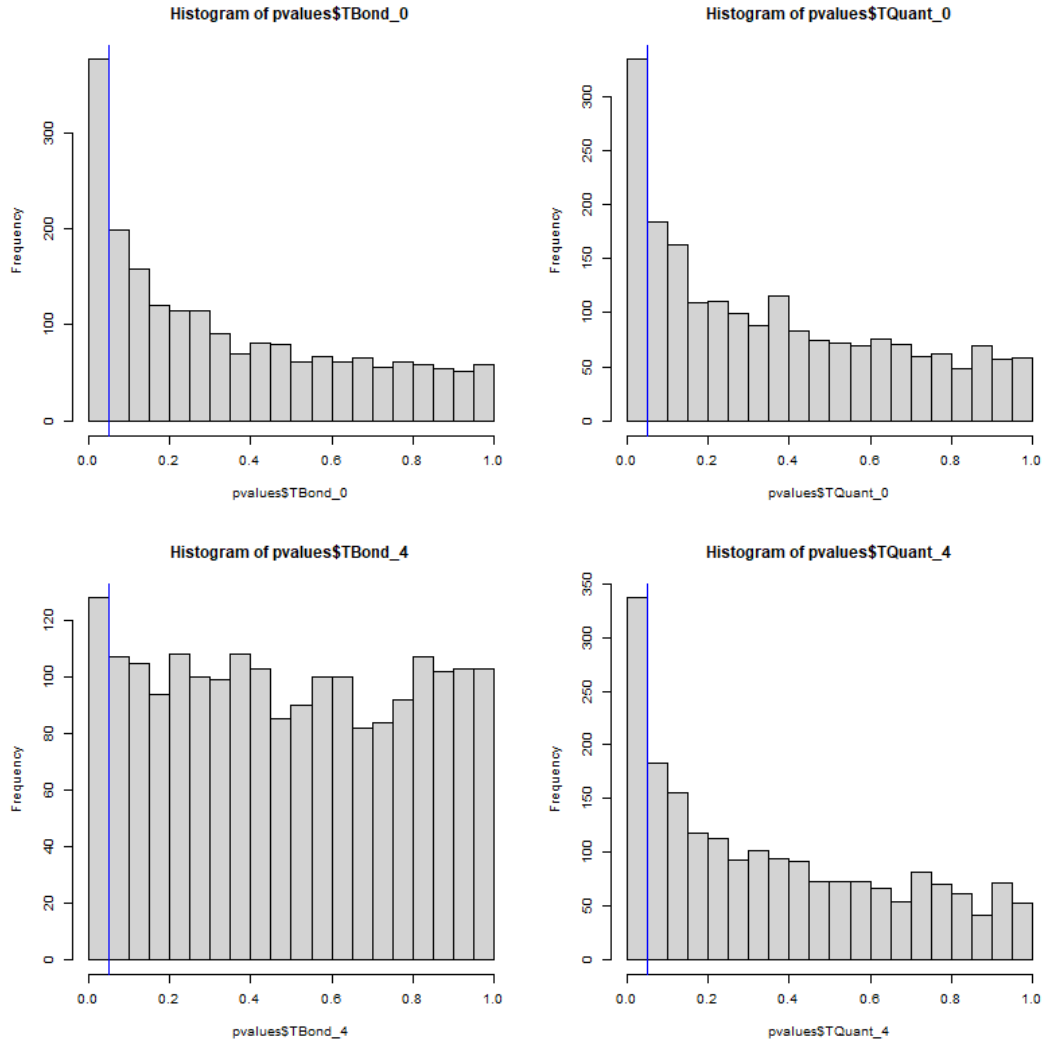 Histogram of pvalues$TBond_0
Frequency
0
100
200
300
0.0 0.2 0.4 0.6 0.8 1.0
pvalues$TBond_0
Histogram of pvalues$TQuant_0
Frequency
0
50
100
150
200
250
300
0.0 0.2 0.4 0.6 0.8 1.0
pvalues$TQuant_0
Histogram of pvalues$TBond_4
Frequency
0
20
40
60
80
100
120
0.0 0.2 0.4 0.6 0.8 1.0
pvalues$TBond_4
Histogram of pvalues$TQuant_4
Frequency
0
50
100
150
200
250
300
350
0.0 0.2 0.4 0.6 0.8 1.0
pvalues$TQuant_4